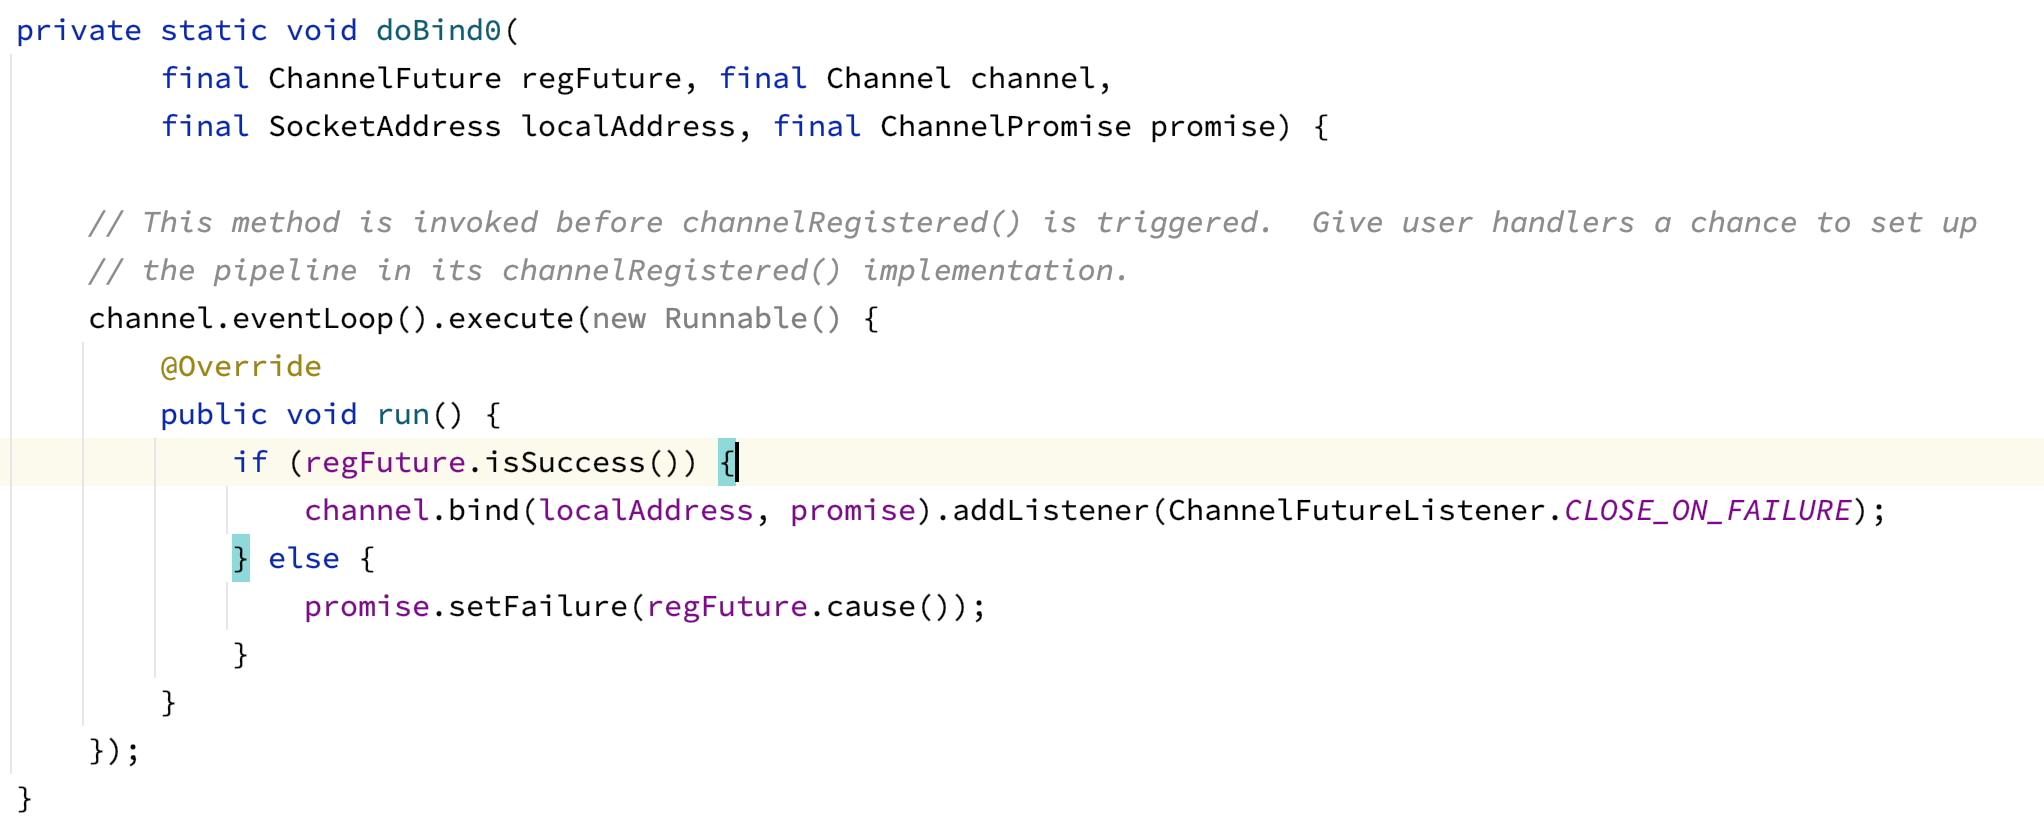 private static void doBind0(
        final ChannelFuture regFuture, final Channel channel,
        final SocketAddress localAddress, final ChannelPromise promise) {

    // This method is invoked before channelRegistered() is triggered.  Give user handlers a chance to set up
    // the pipeline in its channelRegistered() implementation.
    channel.eventLoop().execute(new Runnable() {
        @Override
        public void run() {
            if (regFuture.isSuccess()) {
                channel.bind(localAddress, promise).addListener(ChannelFutureListener.CLOSE_ON_FAILURE);
            } else {
                promise.setFailure(regFuture.cause());
            }
        }
    });
}